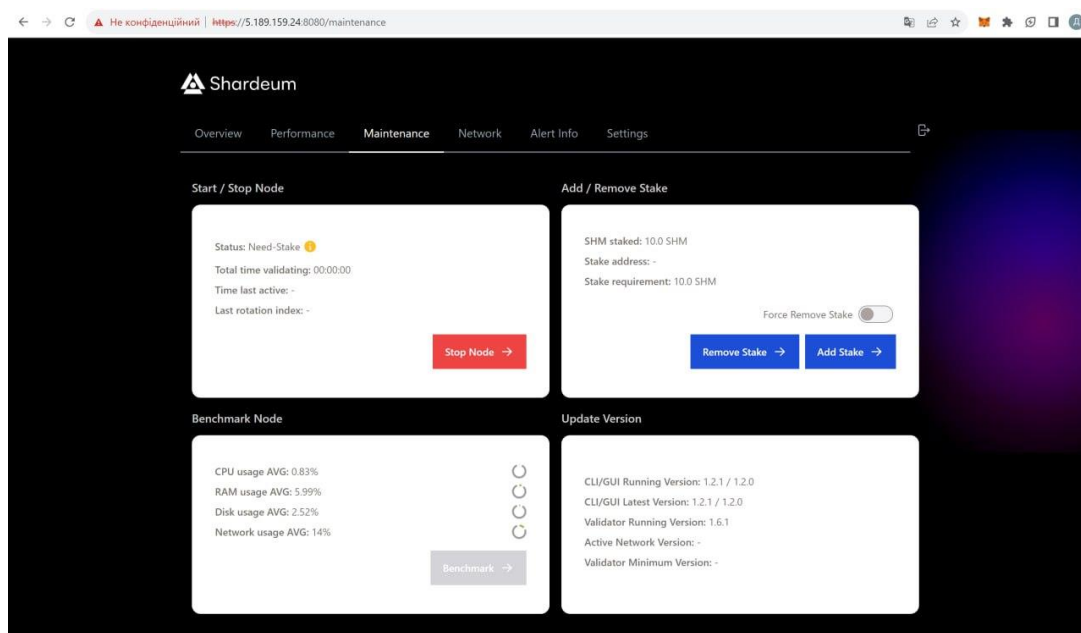 Не конфіденційний | https://5.189.159.24:8080/maintenance
Д
Shardeum
Overview Performance Maintenance Network Alert Info Settings
Start / Stop Node
Status: Need-Stake
Total time validating: 00:00:00
Time last active: -
Last rotation index: -
Stop Node →
Add / Remove Stake
SHM staked: 10.0 SHM
Stake address: -
Stake requirement: 10.0 SHM
Force Remove Stake
Remove Stake → Add Stake →
Benchmark Node
CPU usage AVG: 0.83%
RAM usage AVG: 5.99%
Disk usage AVG: 2.52%
Network usage AVG: 14%
Benchmark →
Update Version
CLI/GUI Running Version: 1.2.1 / 1.2.0
CLI/GUI Latest Version: 1.2.1 / 1.2.0
Validator Running Version: 1.6.1
Active Network Version: -
Validator Minimum Version: -